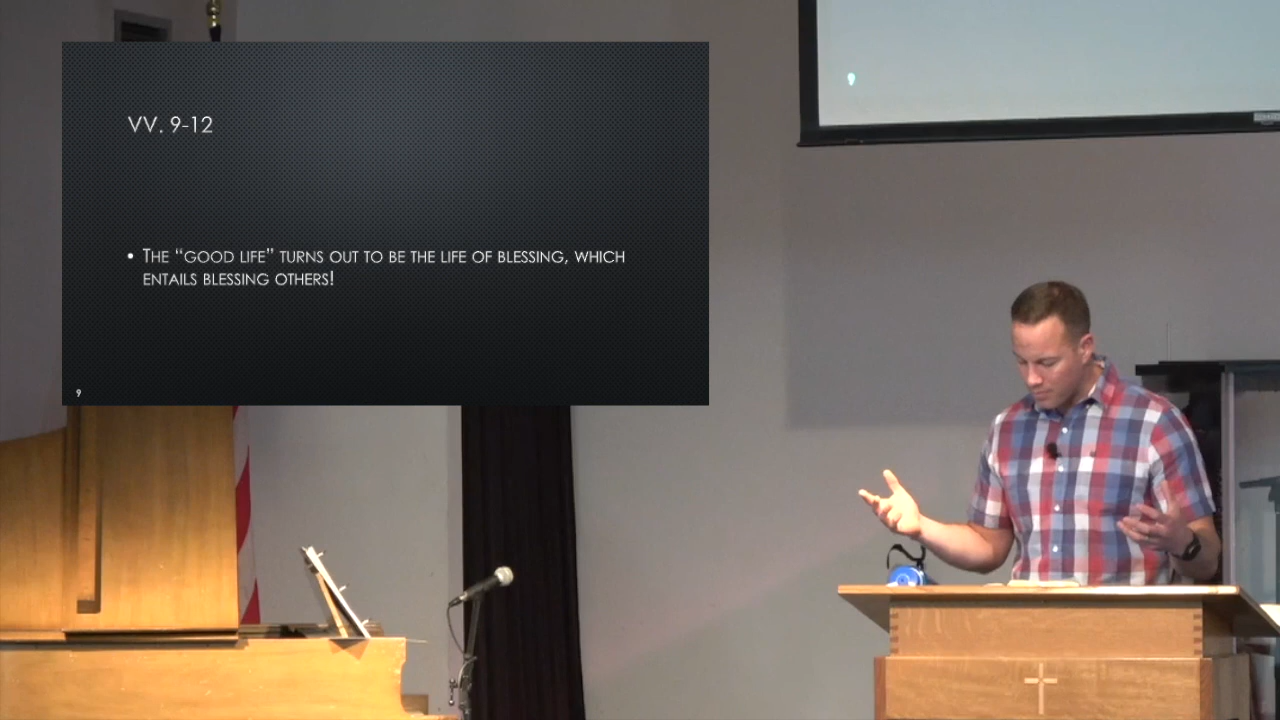 VV. 9-12
• THE “GOOD LIFE” TURNS OUT TO BE THE LIFE OF BLESSING, WHICH
ENTAILS BLESSING OTHERS!
9